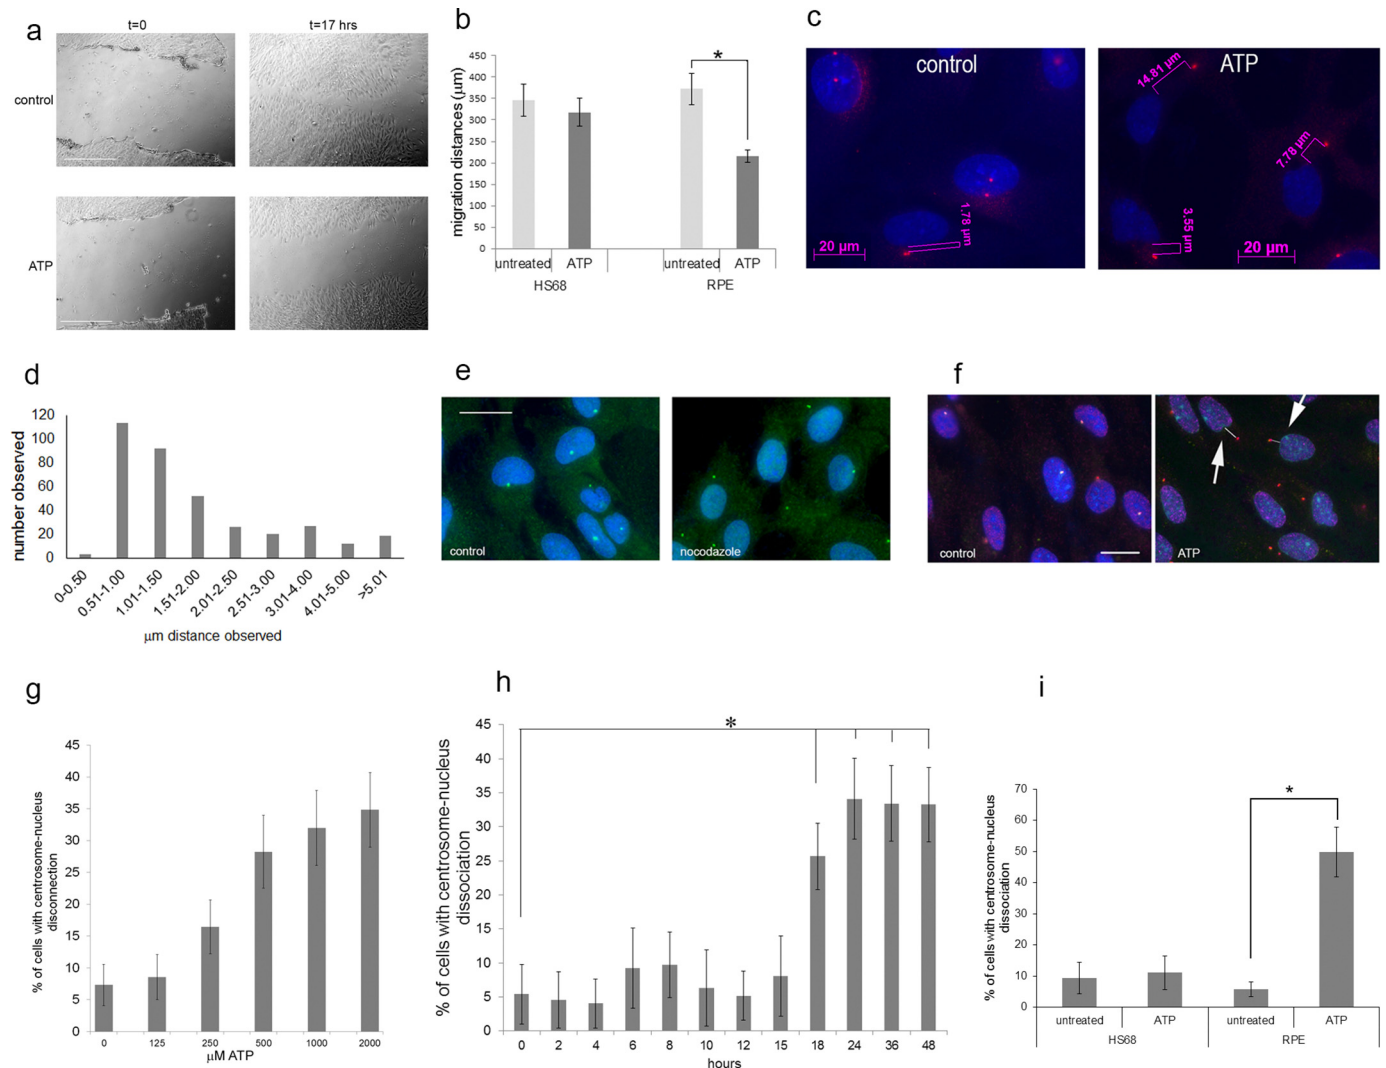 a
t=0
t=17 hrs
control
ATP
b
migration distances (μm)
450
400
350
300
250
200
150
100
50
0
*
untreated
ATP
untreated
ATP
HS68
RPE
c
control
1.78 μm
20 μm
ATP
14.81 μm
7.78 μm
3.55 μm
20 μm
d
number observed
120
100
80
60
40
20
0
0-0.50
0.51-1.00
1.01-1.50
1.51-2.00
2.01-2.50
2.51-3.00
3.01-4.00
4.01-5.00
>5.01
μm distance observed
e
control
nocodazole
f
control
ATP
g
% of cells with centrosome-nucleus
disconnection
45
40
35
30
25
20
15
10
5
0
0
125
250
500
1000
2000
μM ATP
h
% of cells with centrosome-nucleus
dissociation
45
40
35
30
25
20
15
10
5
0
*
0
2
4
6
8
10
12
15
18
24
36
48
hours
i
% of cells with centrosome-nucleus
dissociation
70
60
50
40
30
20
10
0
*
untreated
ATP
untreated
ATP
HS68
RPE